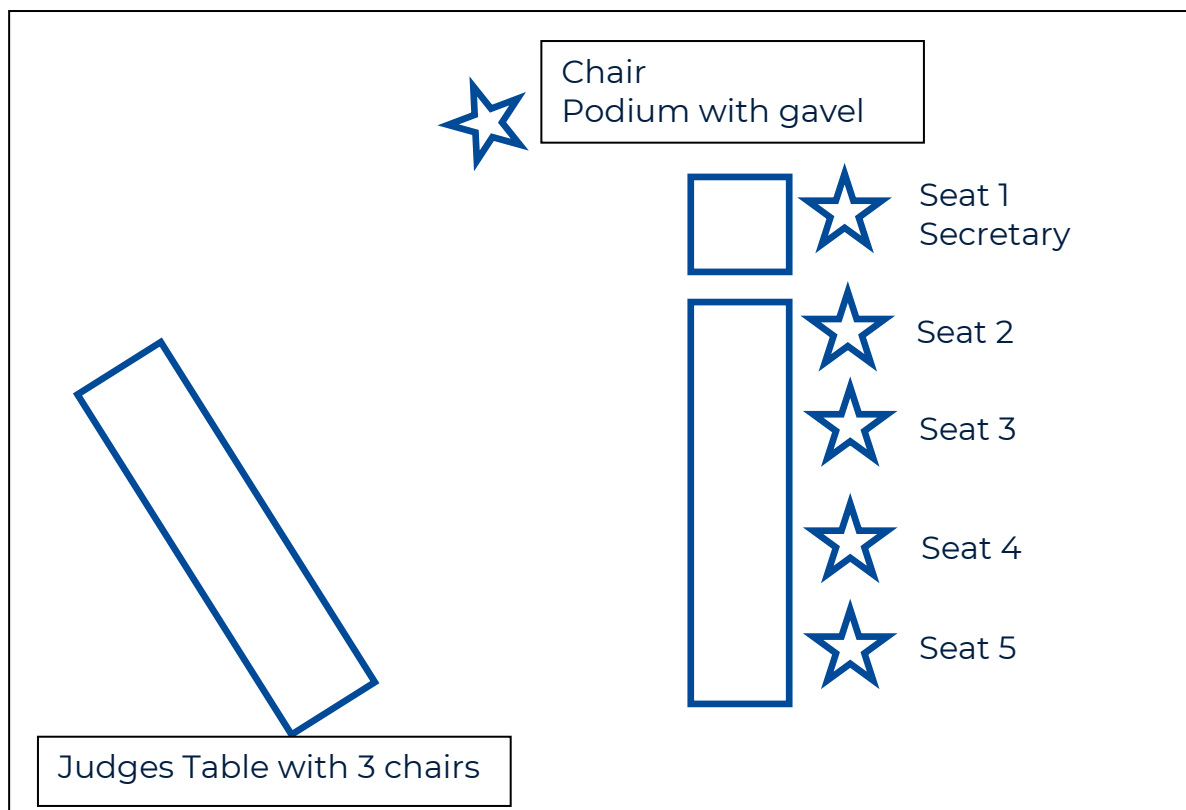 Chair
Podium with gavel
Seat 1
Secretary
Seat 2
Seat 3
Seat 4
Seat 5
Judges Table with 3 chairs